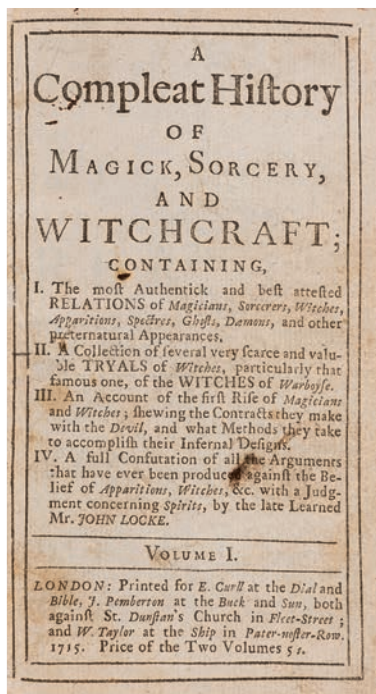 A
Compleat Hiſtory
OF
MAGICK, SORCERY,
AND
WITCHCRAFT;
CONTAINING,
I. The moſt Authentick and beſt atteſted
RELATIONS of Magicians, Sorcerers, Witches,
Apparitions, Spectres, Ghoſts, Dæmons, and other
preternatural Appearances.
II. A Collection of ſeveral very ſcarce and valu-
ble TRYALS of Witches, particularly that
famous one, of the WITCHES of Warboyſe.
III. An Account of the firſt Riſe of Magicians
and Witches; ſhewing the Contracts they make
with the Devil, and what Methods they take
to accompliſh their Infernal Deſigns.
IV. A full Confutation of all the Arguments
that have ever been produced againſt the Be-
lief of Apparitions, Witches, &c. with a Judg-
ment concerning Spirits, by the late Learned
Mr. JOHN LOCKE.
VOLUME I.
LONDON: Printed for E. Curll at the Dial and
Bible, J. Pemberton at the Buck and Sun, both
againſt St. Dunſtan's Church in Fleet-Street;
and W. Taylor at the Ship in Pater-noſter-Row.
1715. Price of the Two Volumes 5 s.